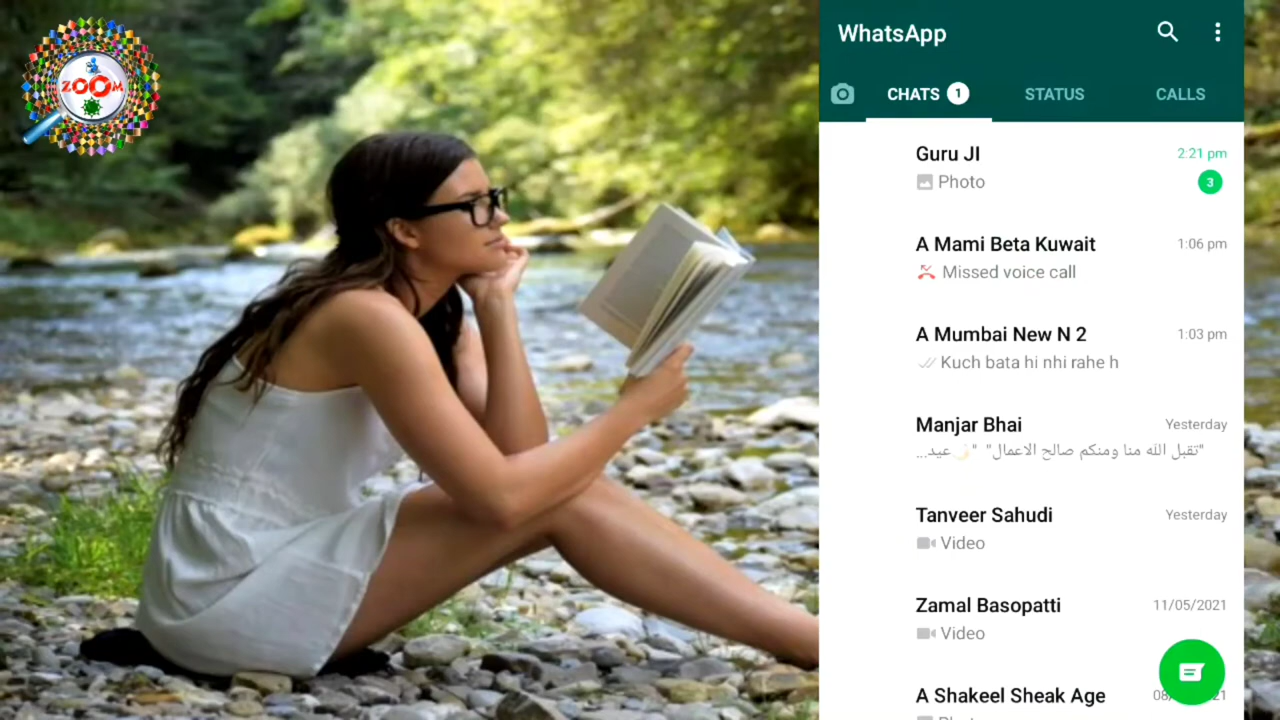 ZOOM
WhatsApp
CHATS 1
STATUS
CALLS
Guru JI
2:21 pm
Photo
3
A Mami Beta Kuwait
1:06 pm
Missed voice call
A Mumbai New N 2
1:03 pm
Kuch bata hi nhi rahe h
Manjar Bhai
Yesterday
"تقبل الله منا ومنكم صالح الاعمال" "🌙عيد...
Tanveer Sahudi
Yesterday
Video
Zamal Basopatti
11/05/2021
Video
A Shakeel Sheak Age